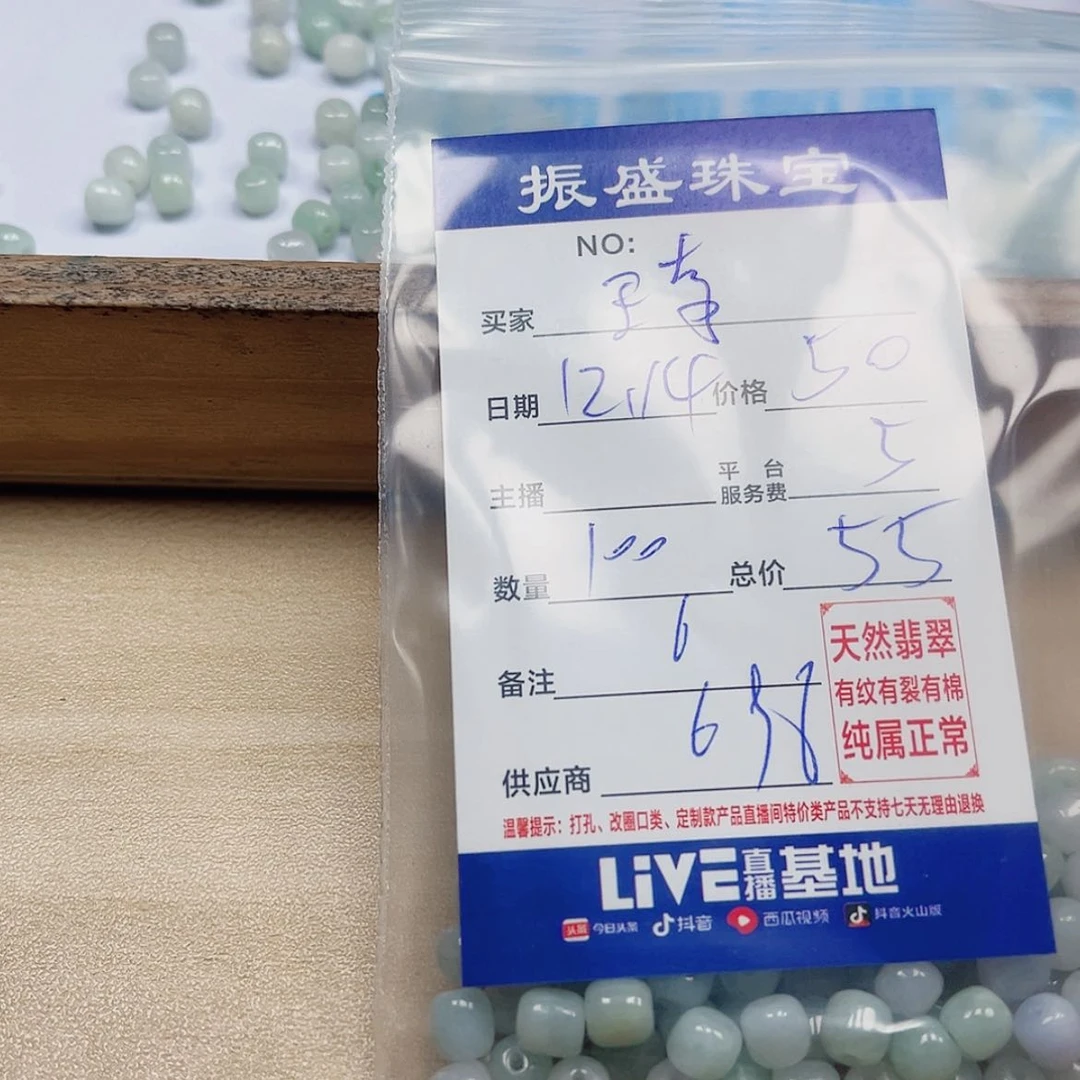 振盛珠宝
NO:
买家
日期 12.14 价格 50
主播 平台服务费 5
数量 100 总价 55
6
备注
供应商 6
天然翡翠
有纹有裂有棉
纯属正常
温馨提示：打孔、改圈口类、定制款产品直播间特价类产品不支持七天无理由退换
LiVE直播基地
头条 今日头条 抖音 西瓜视频 抖音火山版